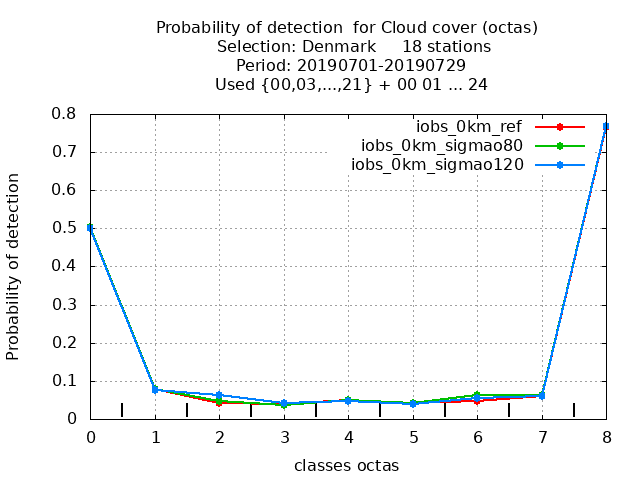 Probability of detection  for Cloud cover (octas)
Selection: Denmark     18 stations
Period: 20190701-20190729
Used {00,03,...,21} + 00 01 ... 24
iobs_0km_ref
iobs_0km_sigmao80
iobs_0km_sigmao120
Probability of detection
0.8
0.7
0.6
0.5
0.4
0.3
0.2
0.1
0
0 1 2 3 4 5 6 7 8
classes octas